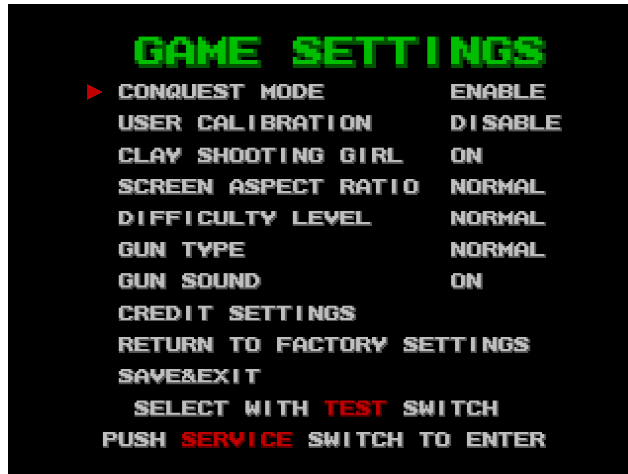 GAME SETTINGS
CONQUEST MODE ENABLE
USER CALIBRATION DISABLE
CLAY SHOOTING GIRL ON
SCREEN ASPECT RATIO NORMAL
DIFFICULTY LEVEL NORMAL
GUN TYPE NORMAL
GUN SOUND ON
CREDIT SETTINGS
RETURN TO FACTORY SETTINGS
SAVE&EXIT
SELECT WITH TEST SWITCH
PUSH SERVICE SWITCH TO ENTER